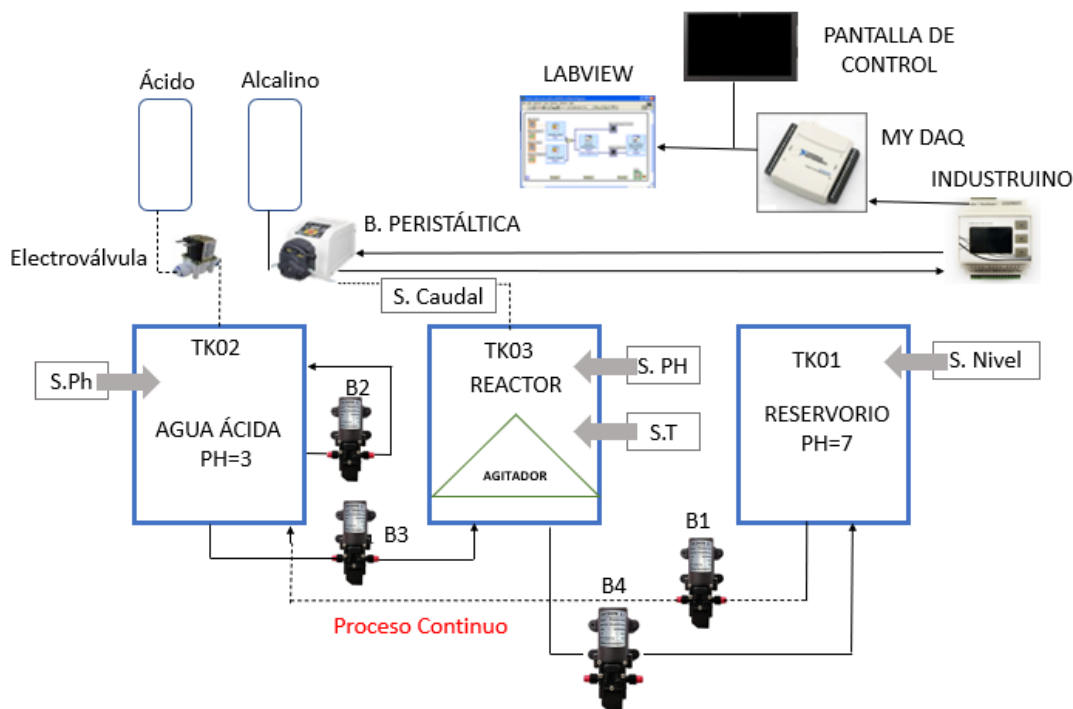 PANTALLA DE
CONTROL
LABVIEW
Ácido
Alcalino
MY DAQ
INDUSTRUINO
B. PERISTÁLTICA
Electroválvula
S. Caudal
TK02
TK03
REACTOR
TK01
S.Ph
S. PH
S. Nivel
B2
AGUA ÁCIDA
PH=3
S.T
RESERVORIO
PH=7
AGITADOR
B3
B1
B4
Proceso Continuo